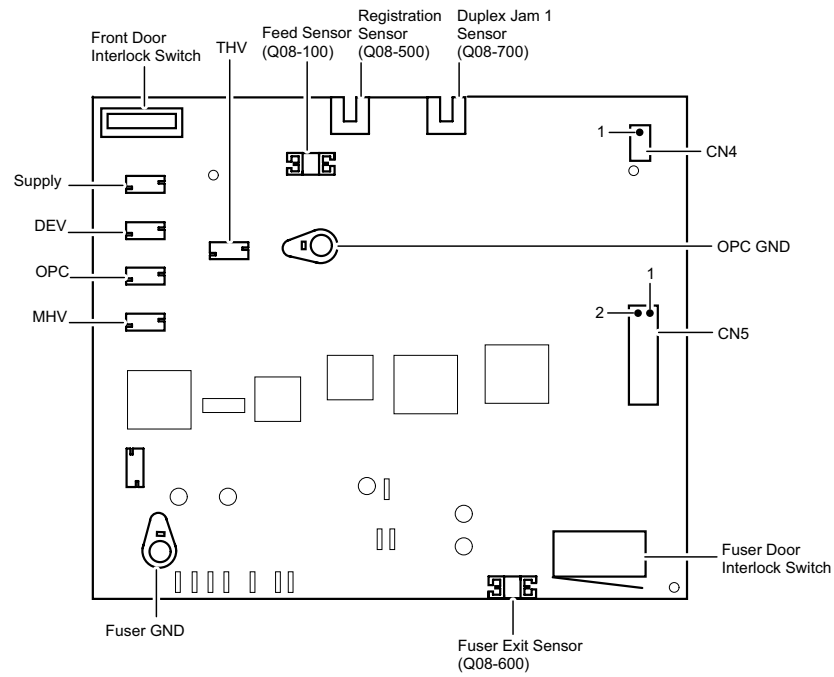 Front Door
Interlock Switch
THV
Feed Sensor
(Q08-100)
Registration
Sensor
(Q08-500)
Duplex Jam 1
Sensor
(Q08-700)
1
CN4
Supply
DEV
OPC
MHV
OPC GND
1
2
CN5
Fuser Door
Interlock Switch
Fuser GND
Fuser Exit Sensor
(Q08-600)